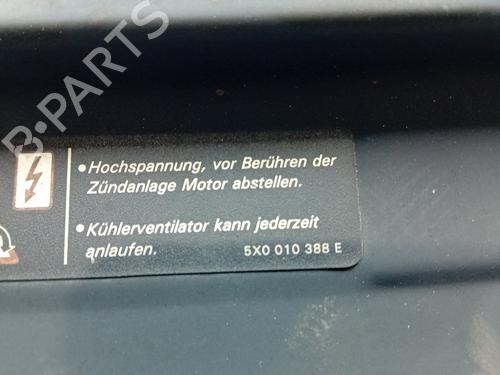 B-PARTS
• Hochspannung, vor Berühren der
Zündanlage Motor abstellen.
• Kühlerventilator kann jederzeit
anlaufen.
5X0 010 388 E